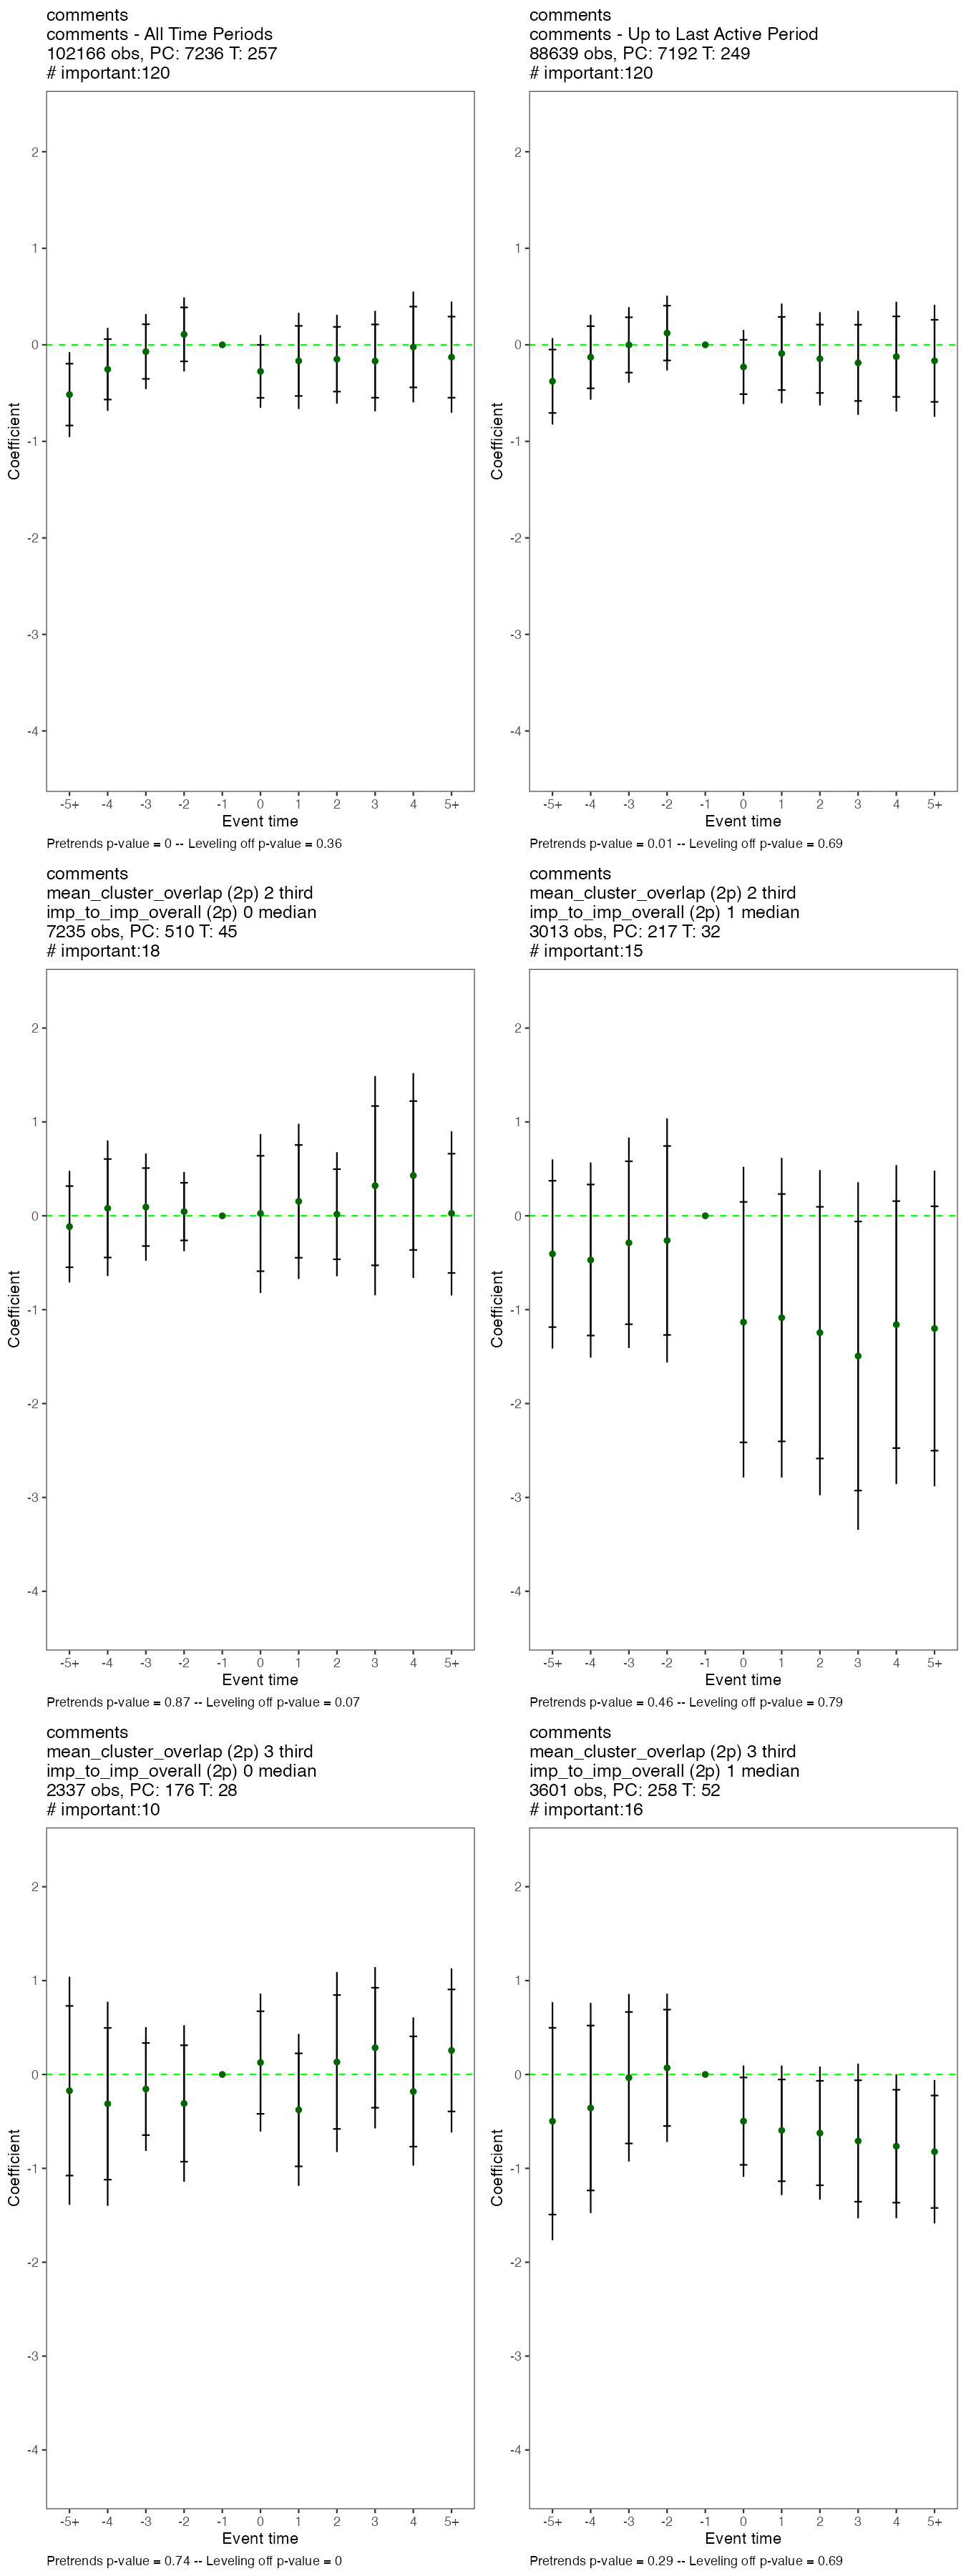 comments
comments - All Time Periods
102166 obs, PC: 7236 T: 257
# important:120
2
1
0
-1
-2
-3
-4
Coefficient
-5+ -4 -3 -2 -1 0 1 2 3 4 5+
Event time
Pretrends p-value = 0 -- Leveling off p-value = 0.36
comments
comments - Up to Last Active Period
88639 obs, PC: 7192 T: 249
# important:120
2
1
0
-1
-2
-3
-4
Coefficient
-5+ -4 -3 -2 -1 0 1 2 3 4 5+
Event time
Pretrends p-value = 0.01 -- Leveling off p-value = 0.69
comments
mean_cluster_overlap (2p) 2 third
imp_to_imp_overall (2p) 0 median
7235 obs, PC: 510 T: 45
# important:18
2
1
0
-1
-2
-3
-4
Coefficient
-5+ -4 -3 -2 -1 0 1 2 3 4 5+
Event time
Pretrends p-value = 0.87 -- Leveling off p-value = 0.07
comments
mean_cluster_overlap (2p) 2 third
imp_to_imp_overall (2p) 1 median
3013 obs, PC: 217 T: 32
# important:15
2
1
0
-1
-2
-3
-4
Coefficient
-5+ -4 -3 -2 -1 0 1 2 3 4 5+
Event time
Pretrends p-value = 0.46 -- Leveling off p-value = 0.79
comments
mean_cluster_overlap (2p) 3 third
imp_to_imp_overall (2p) 0 median
2337 obs, PC: 176 T: 28
# important:10
2
1
0
-1
-2
-3
-4
Coefficient
-5+ -4 -3 -2 -1 0 1 2 3 4 5+
Event time
Pretrends p-value = 0.74 -- Leveling off p-value = 0
comments
mean_cluster_overlap (2p) 3 third
imp_to_imp_overall (2p) 1 median
3601 obs, PC: 258 T: 52
# important:16
2
1
0
-1
-2
-3
-4
Coefficient
-5+ -4 -3 -2 -1 0 1 2 3 4 5+
Event time
Pretrends p-value = 0.29 -- Leveling off p-value = 0.69